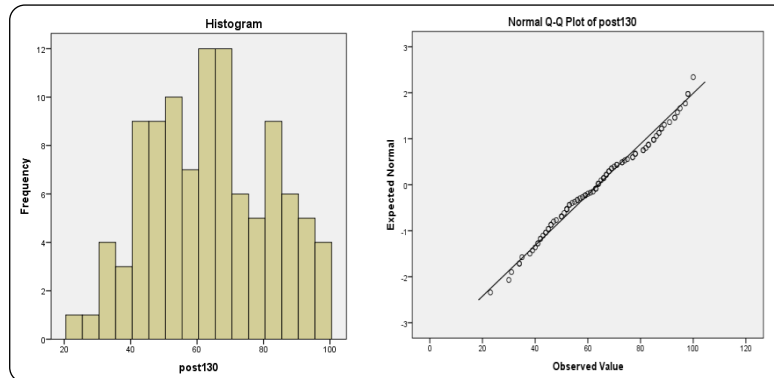 Histogram
Frequency
12
10
8
6
4
2
0
20 40 60 80 100
post130
Normal Q-Q Plot of post130
Expected Normal
3
2
1
0
-1
-2
-3
0 20 40 60 80 100 120
Observed Value